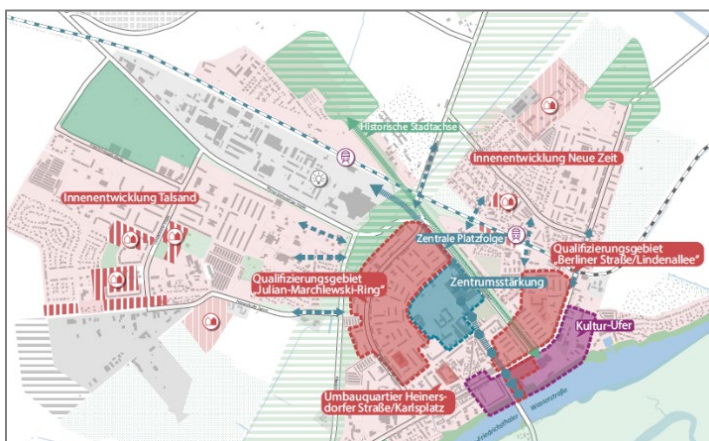 Historische Stadtachse
Innenentwicklung Neue Zeit
Innenentwicklung Talsand
Zentrale Platzfolge
Qualifizierungsgebiet
„Berliner Straße/Lindenallee“
Qualifizierungsgebiet
„Julian-Marchlewski-Ring“
Zentrumsstärkung
Kultur-Ufer
Umbauquartier Heiners-
dorfer Straße/Karlsplatz